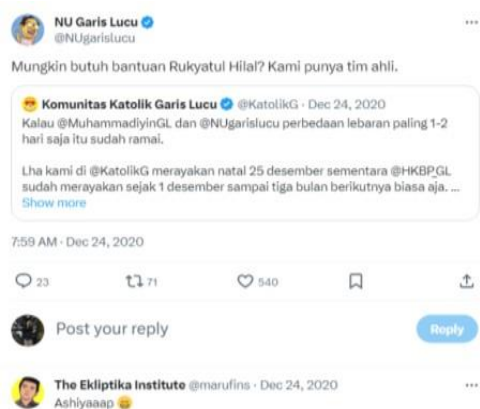 NU Garis Lucu
@NUgarislucu
Mungkin butuh bantuan Rukyatul Hilal? Kami punya tim ahli.
Komunitas Katolik Garis Lucu @KatolikG · Dec 24, 2020
Kalau @MuhammadiyinGL dan @NUgarislucu perbedaan lebaran paling 1-2
hari saja itu sudah ramai.
Lha kami di @KatolikG merayakan natal 25 desember sementara @HKBP_GL
sudah merayakan sejak 1 desember sampai tiga bulan berikutnya biasa aja. ...
Show more
7:59 AM · Dec 24, 2020
23 71 540
Post your reply
Reply
The Ekliptika Institute @marufins · Dec 24, 2020
Ashiyaaap